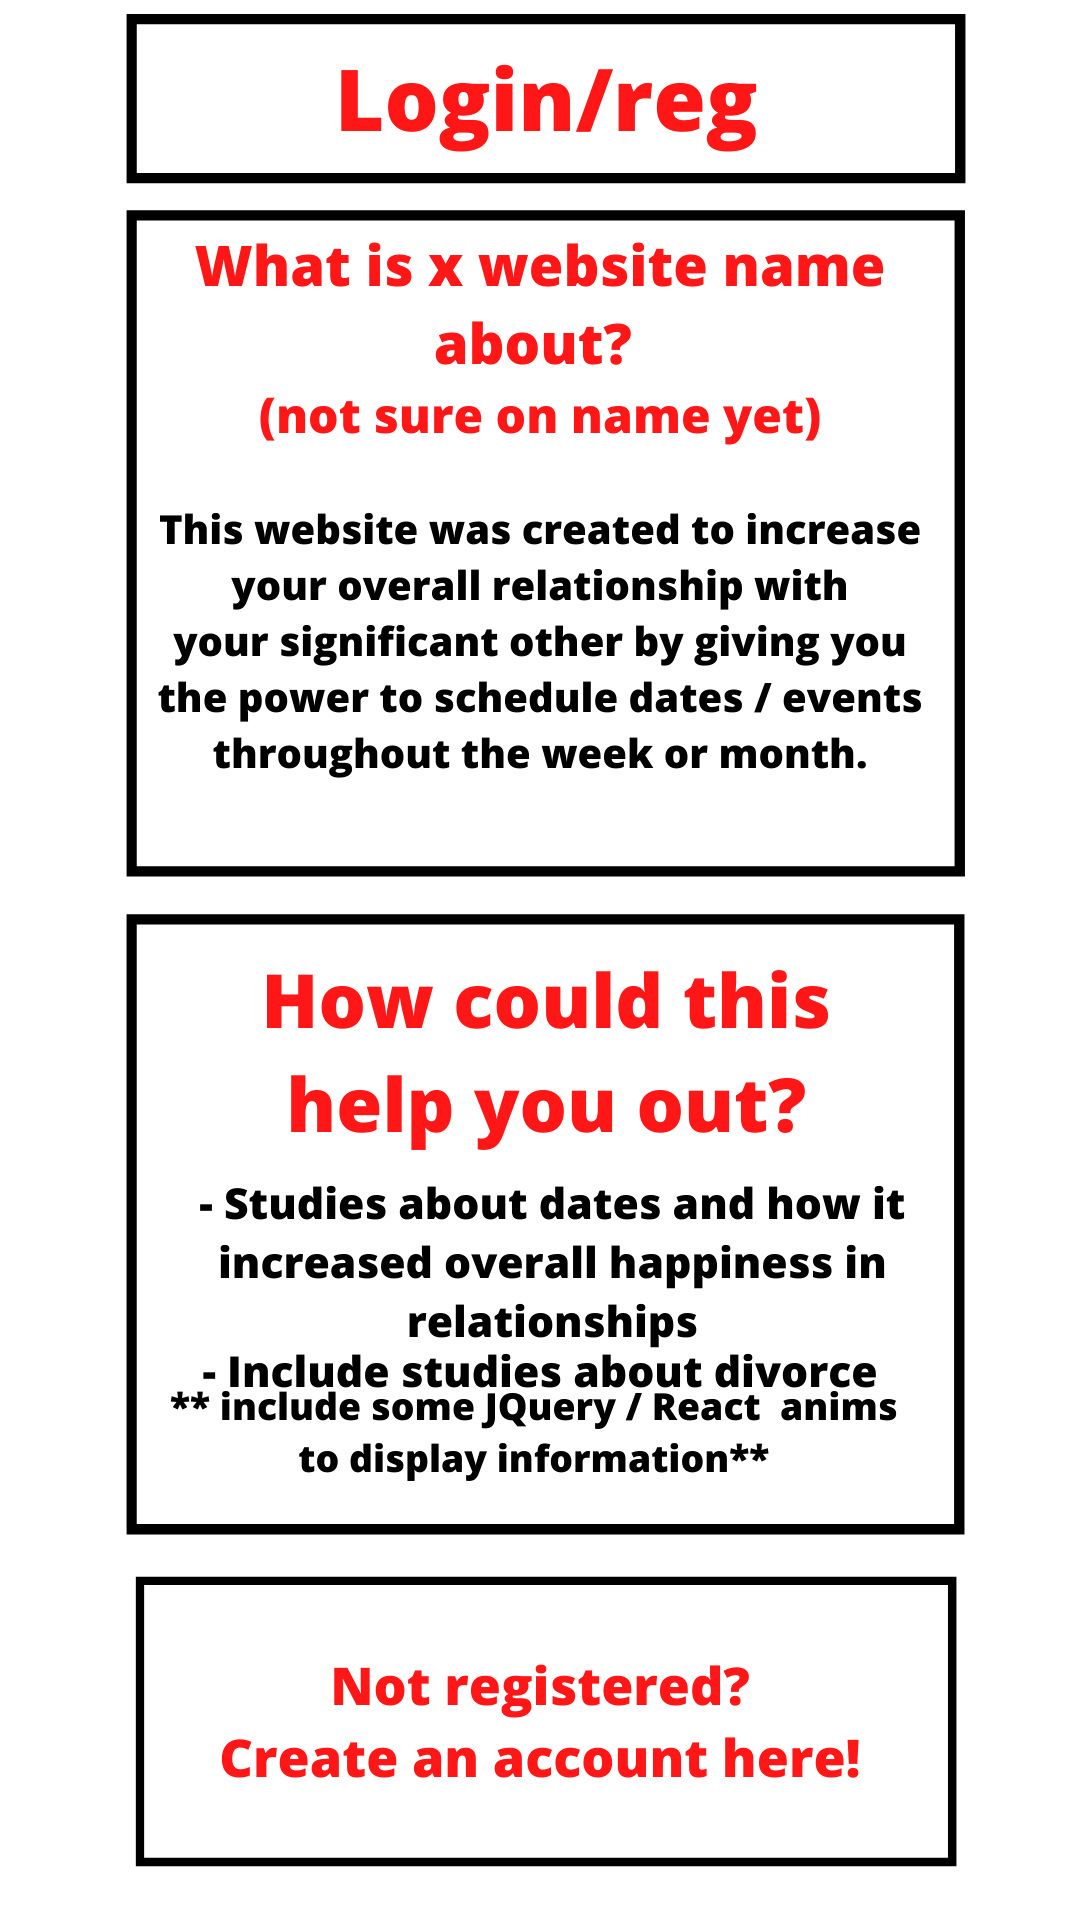 Login/reg
What is x website name
about?
(not sure on name yet)
This website was created to increase
your overall relationship with
your significant other by giving you
the power to schedule dates / events
throughout the week or month.
How could this
help you out?
- Studies about dates and how it
increased overall happiness in
relationships
- Include studies about divorce
** include some JQuery / React  anims
to display information**
Not registered?
Create an account here!